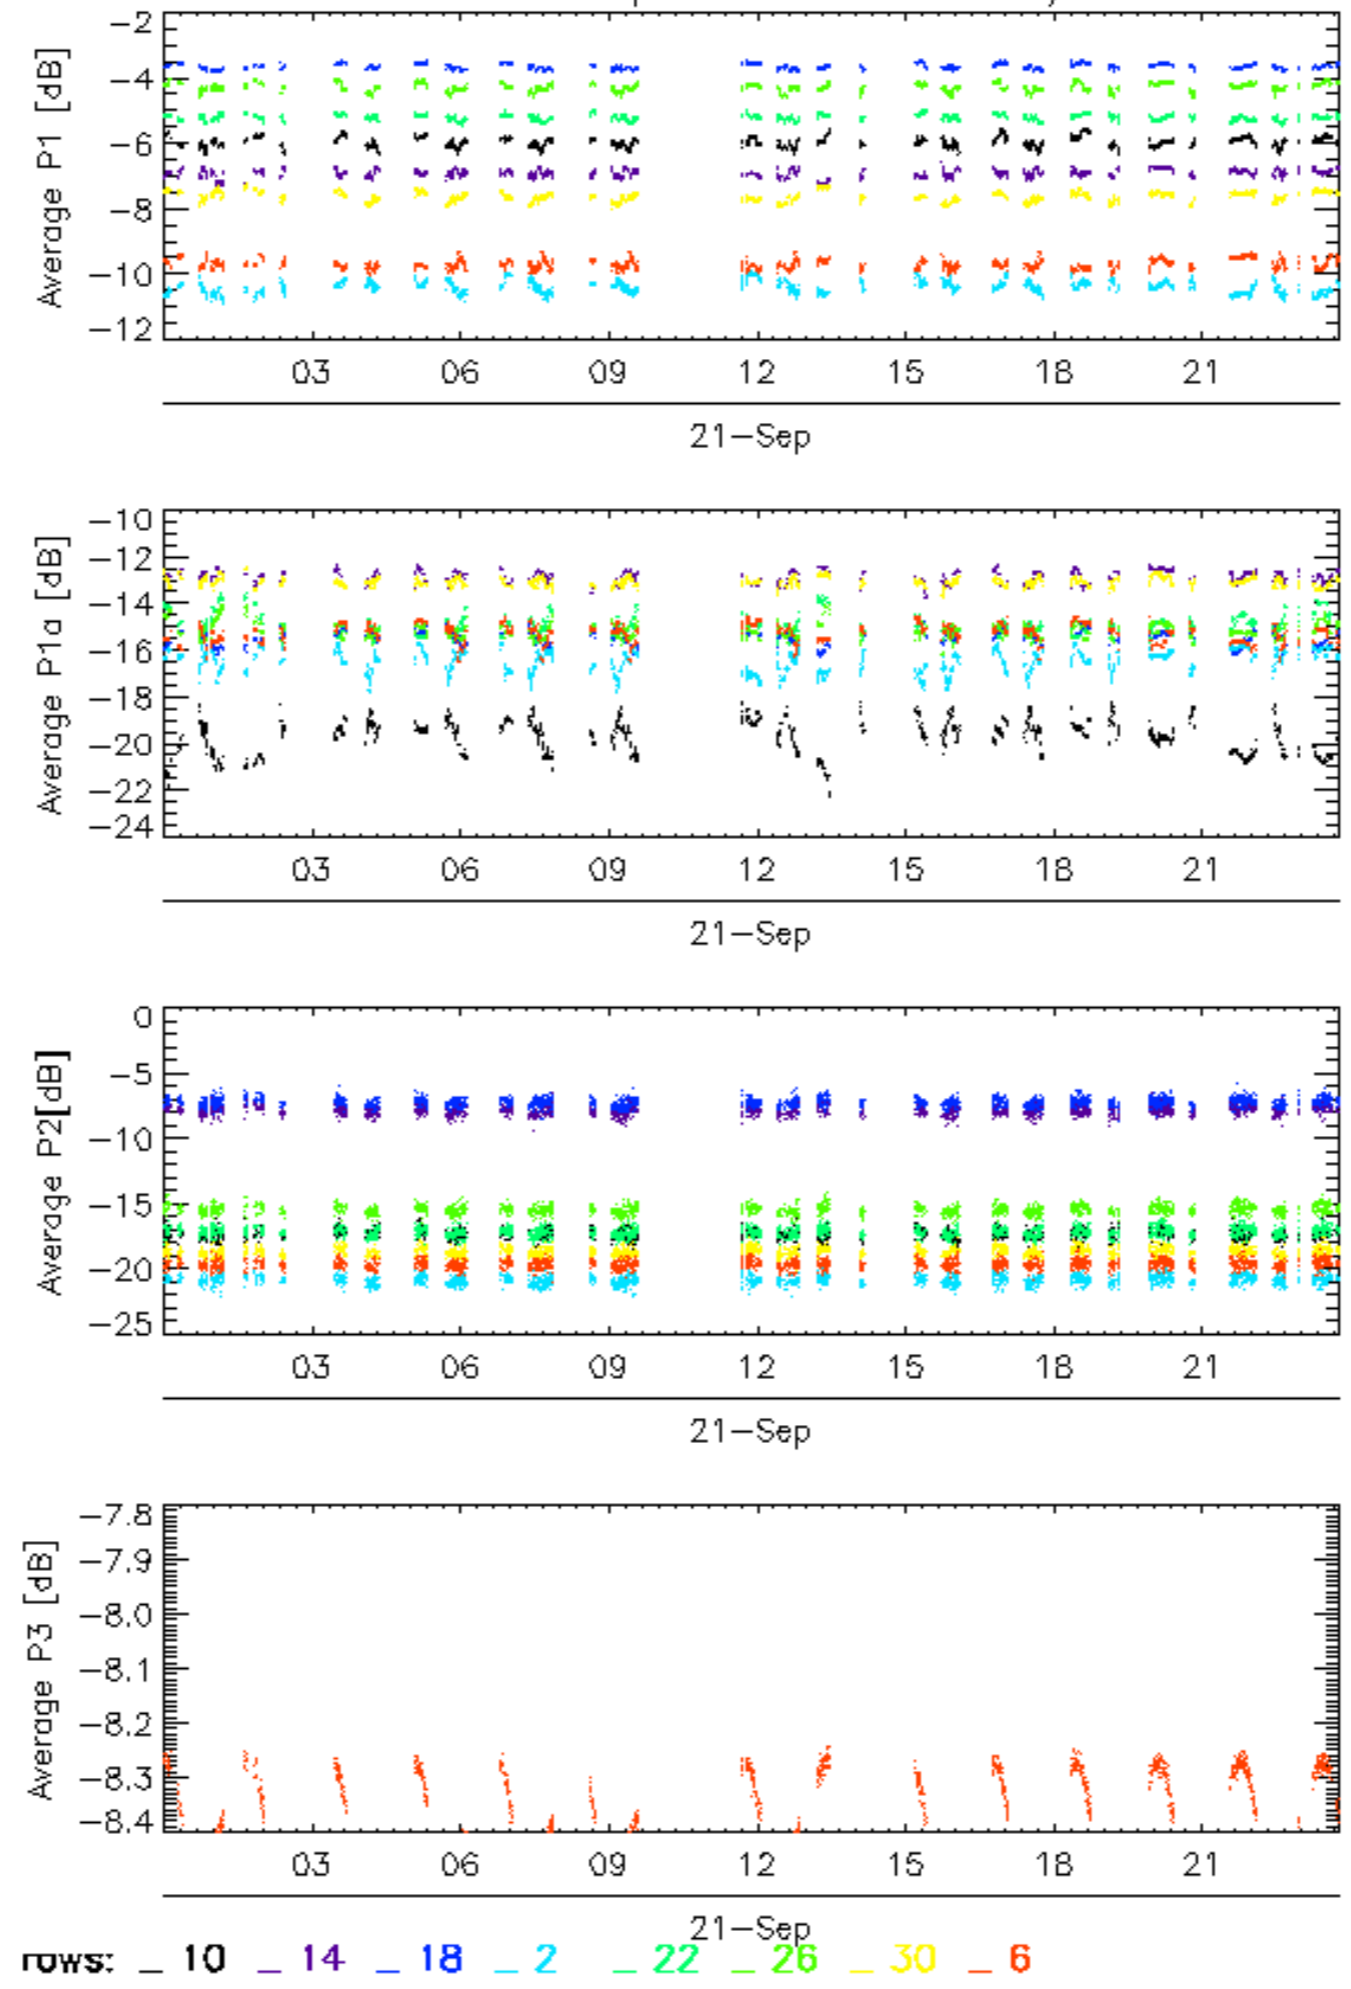 Average P1 [dB]
−2
−4
−6
−8
−10
−12
03 06 09 12 15 18 21
21−Sep
Average P1a [dB]
−10
−12
−14
−16
−18
−20
−22
−24
03 06 09 12 15 18 21
21−Sep
Average P2[dB]
0
−5
−10
−15
−20
−25
03 06 09 12 15 18 21
21−Sep
Average P3 [dB]
−7.8
−7.9
−8.0
−8.1
−8.2
−8.3
−8.4
03 06 09 12 15 18 21
21−Sep
rows: _ 10 _ 14 _ 18 _ 2 _ 22 _ 26 _ 30 _ 6